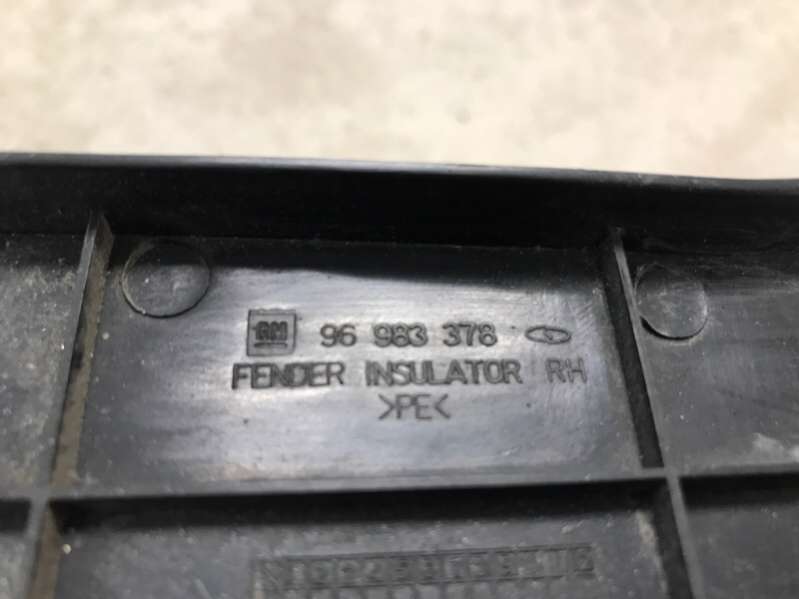 GM 96 983 378
FENDER INSULATOR RH
>PE<